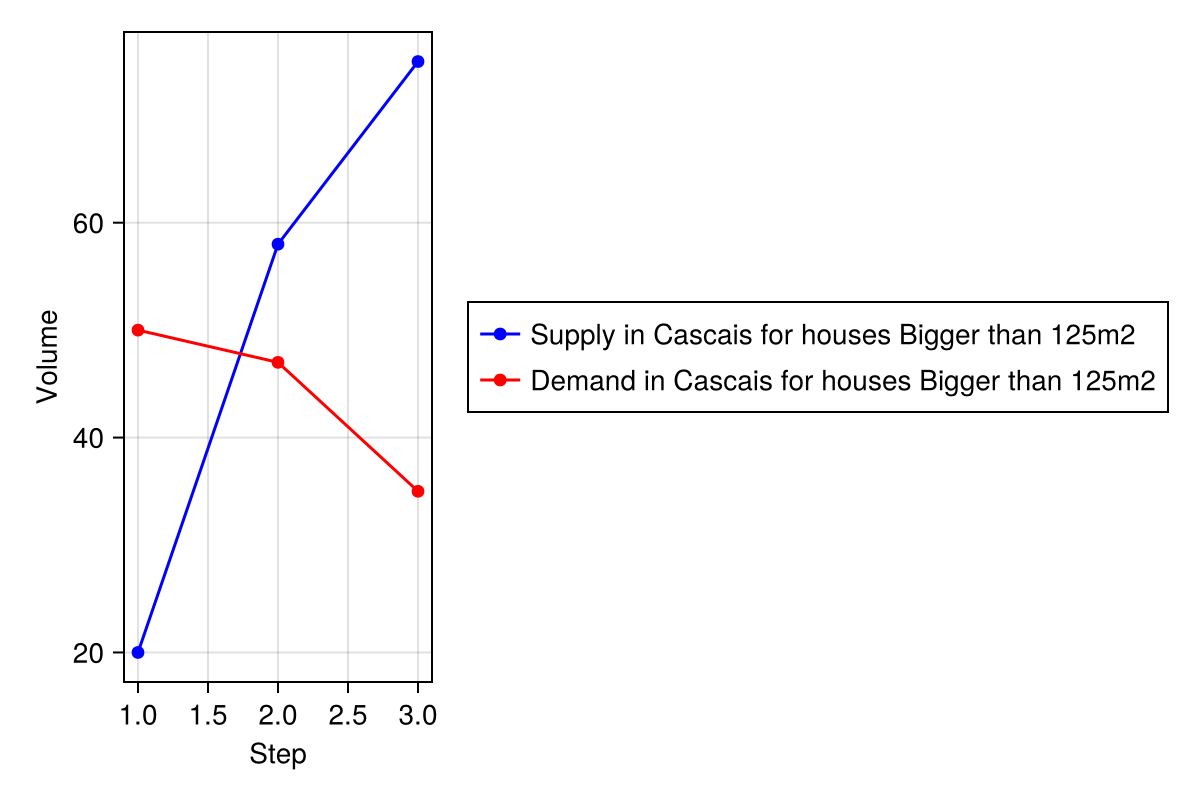 60
40
20
Volume
1.0 1.5 2.0 2.5 3.0
Step
Supply in Cascais for houses Bigger than 125m2
Demand in Cascais for houses Bigger than 125m2